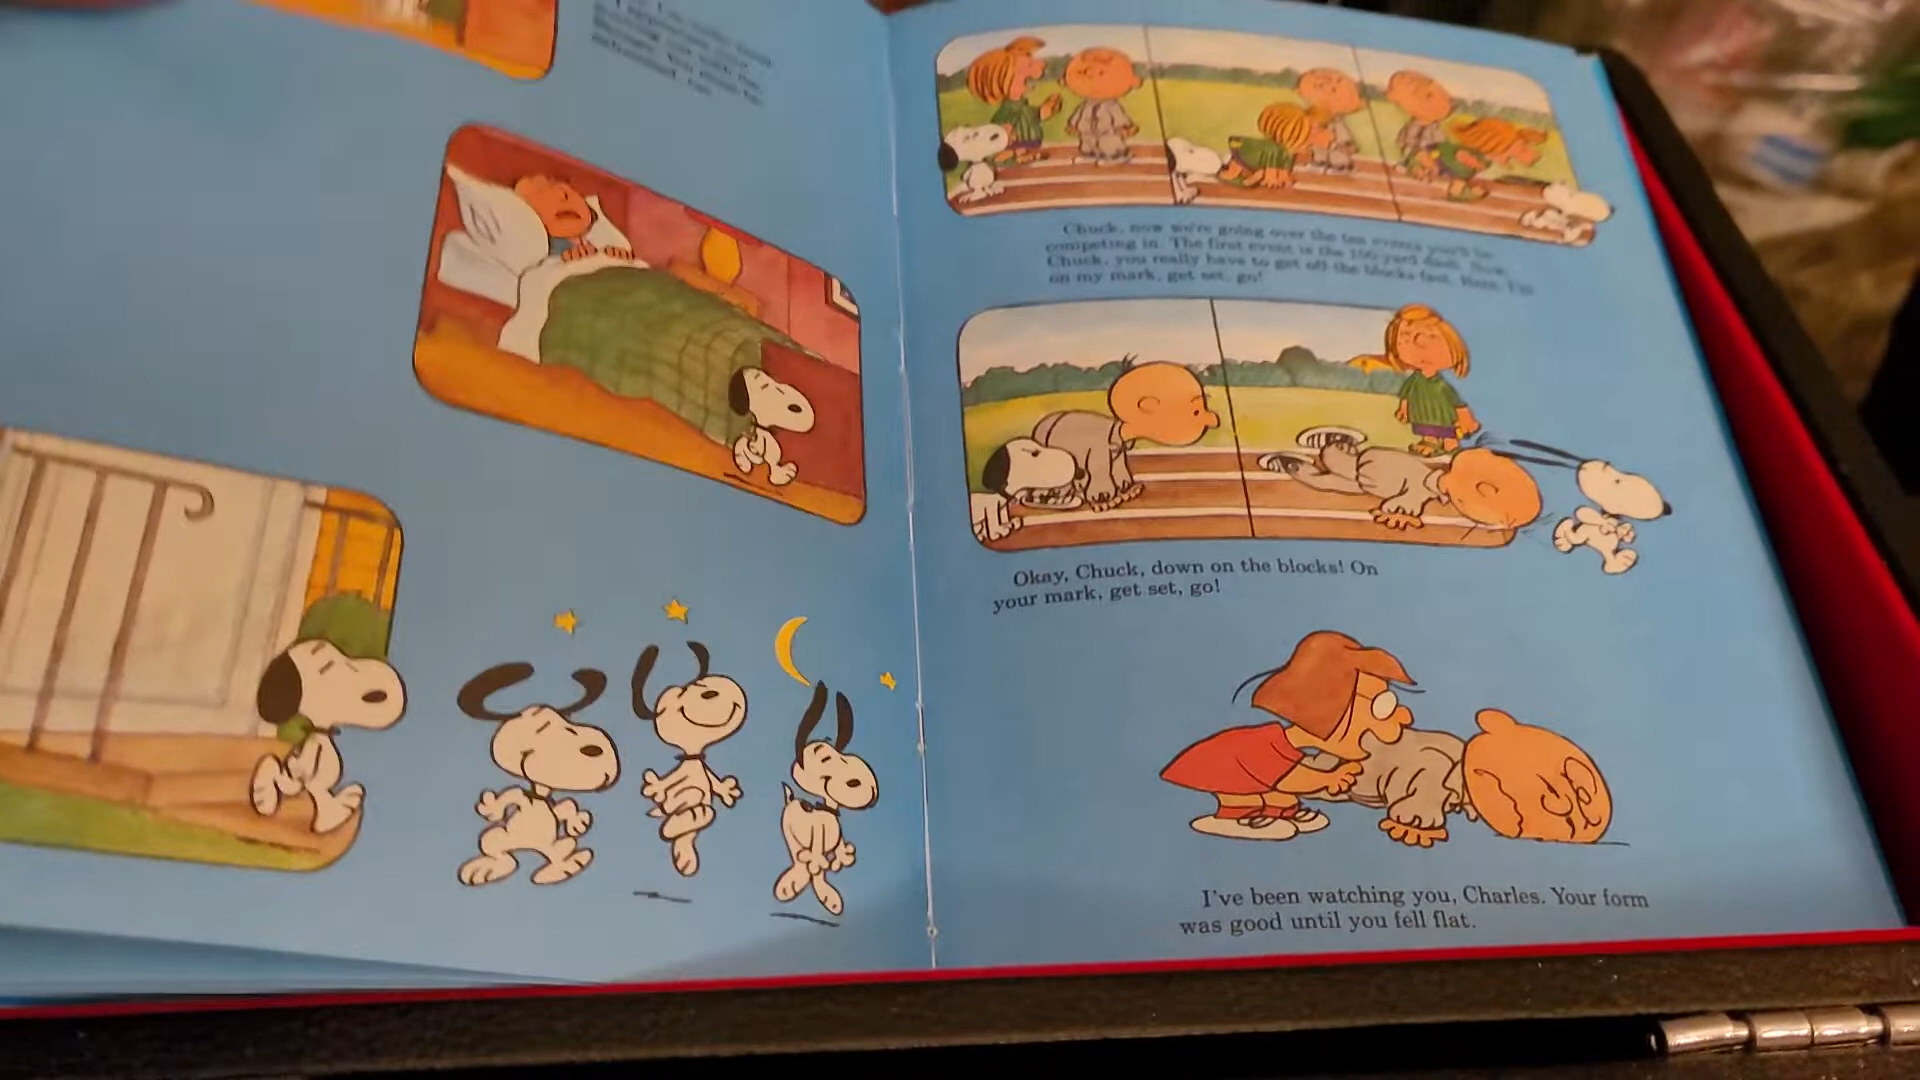 Chuck, now we're going over the ten events you'll be
competing in. The first event is the 100-yard dash. Now,
Chuck, you really have to get off the blocks fast. Here, I'm
on my mark, get set, go!
Okay, Chuck, down on the blocks! On
your mark, get set, go!
I've been watching you, Charles. Your form
was good until you fell flat.